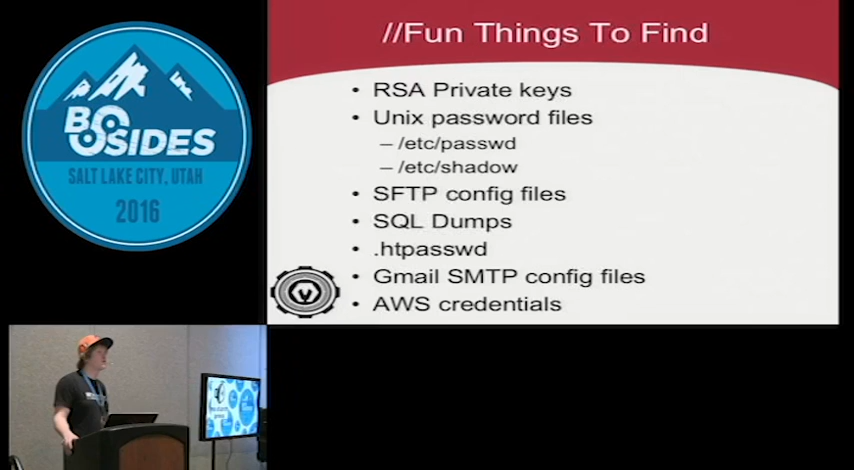 //Fun Things To Find
• RSA Private keys
• Unix password files
– /etc/passwd
– /etc/shadow
• SFTP config files
• SQL Dumps
• .htpasswd
• Gmail SMTP config files
• AWS credentials
BSIDES
SALT LAKE CITY, UTAH
2016